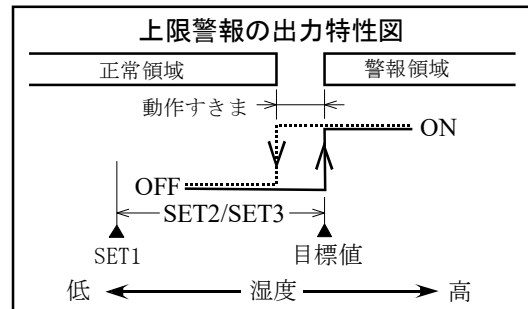 上限警報の出力特性図
正常領域
警報領域
動作すきま
ON
OFF
SET2/SET3
SET1
目標値
低
湿度
高